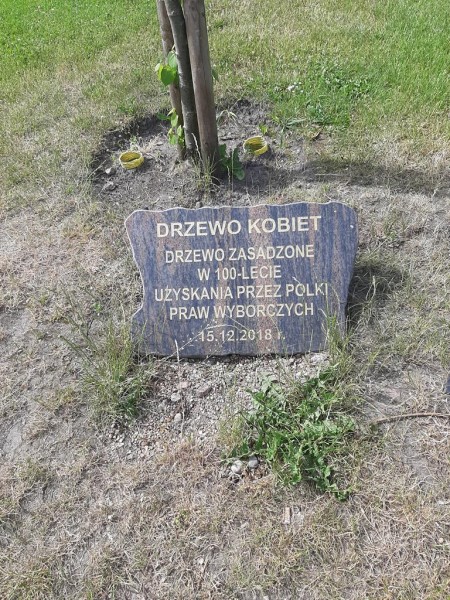 DRZEWO KOBIET
DRZEWO ZASADZONE
W 100-LECIE
UZYSKANIA PRZEZ POLKI
PRAW WYBORCZYCH
15.12.2018 r.